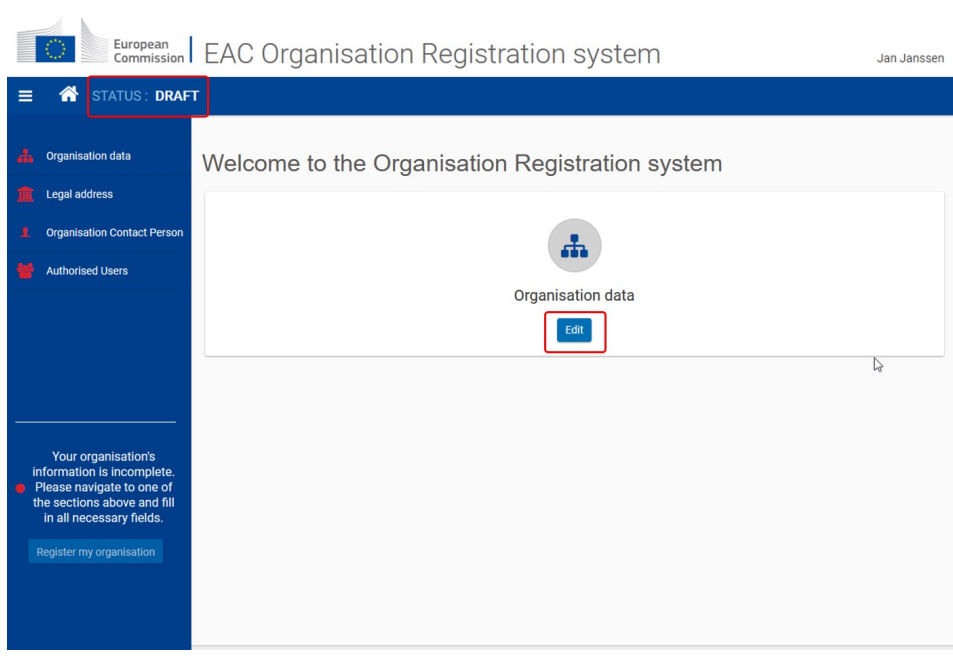 European
Commission
EAC Organisation Registration system
Jan Janssen
STATUS : DRAFT
Organisation data
Legal address
Organisation Contact Person
Authorised Users
Your organisation's
information is incomplete.
Please navigate to one of
the sections above and fill
in all necessary fields.
Register my organisation
Welcome to the Organisation Registration system
Organisation data
Edit